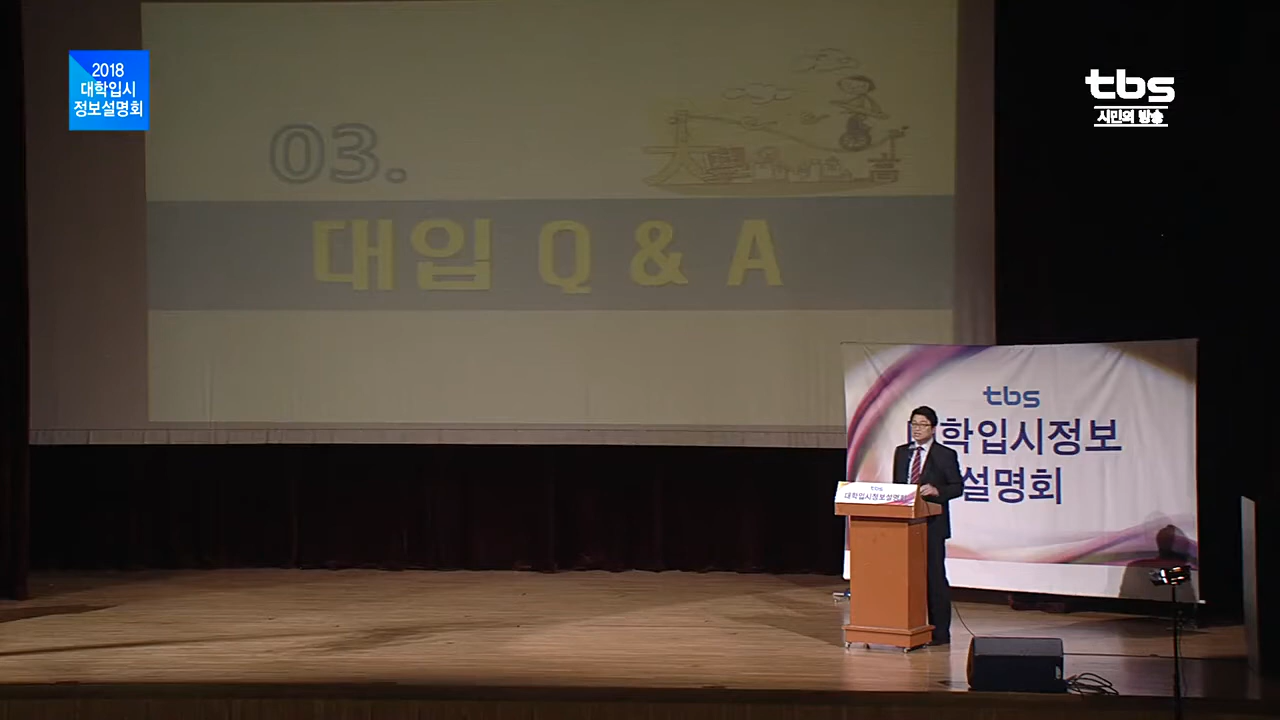 2018
대학입시
정보설명회
tbs
시민의 방송
03.
대입 Q & A
tbs
학입시정보
설명회
tbs
대학입시정보설명회